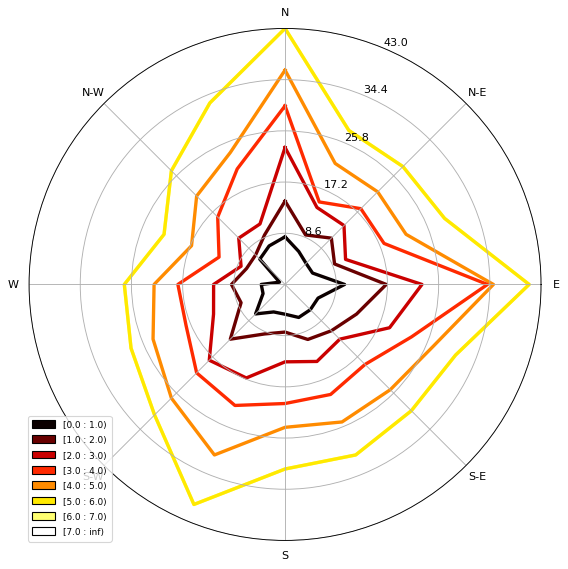 N
43.0
N-W
N-E
34.4
25.8
17.2
8.6
W
E
[0.0 : 1.0)
[1.0 : 2.0)
[2.0 : 3.0)
[3.0 : 4.0)
[4.0 : 5.0)
[5.0 : 6.0)
[6.0 : 7.0)
[7.0 : inf)
S-W
S-E
S